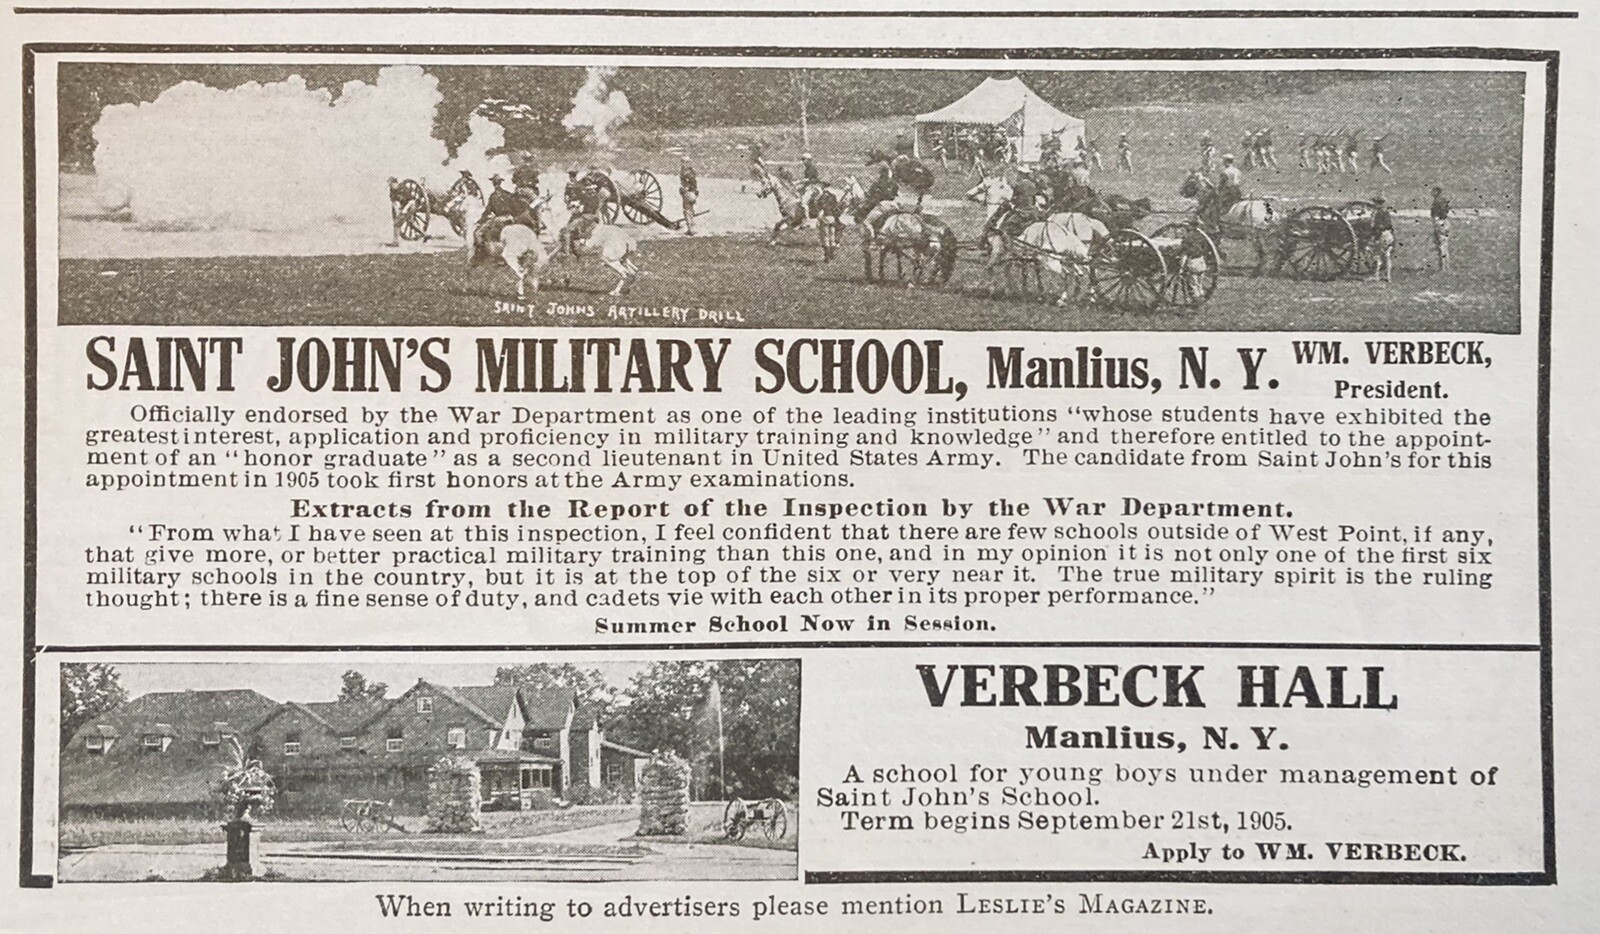 SAINT JOHNS ARTILLERY DRILL
SAINT JOHN'S MILITARY SCHOOL, Manlius, N. Y. WM. VERBECK,
President.
Officially endorsed by the War Department as one of the leading institutions "whose students have exhibited the
greatest interest, application and proficiency in military training and knowledge" and therefore entitled to the appoint-
ment of an "honor graduate" as a second lieutenant in United States Army. The candidate from Saint John's for this
appointment in 1905 took first honors at the Army examinations.
Extracts from the Report of the Inspection by the War Department.
"From what I have seen at this inspection, I feel confident that there are few schools outside of West Point, if any,
that give more, or better practical military training than this one, and in my opinion it is not only one of the first six
military schools in the country, but it is at the top of the six or very near it. The true military spirit is the ruling
thought; there is a fine sense of duty, and cadets vie with each other in its proper performance."
Summer School Now in Session.
VERBECK HALL
Manlius, N. Y.
A school for young boys under management of
Saint John's School.
Term begins September 21st, 1905.
Apply to WM. VERBECK.
When writing to advertisers please mention LESLIE'S MAGAZINE.